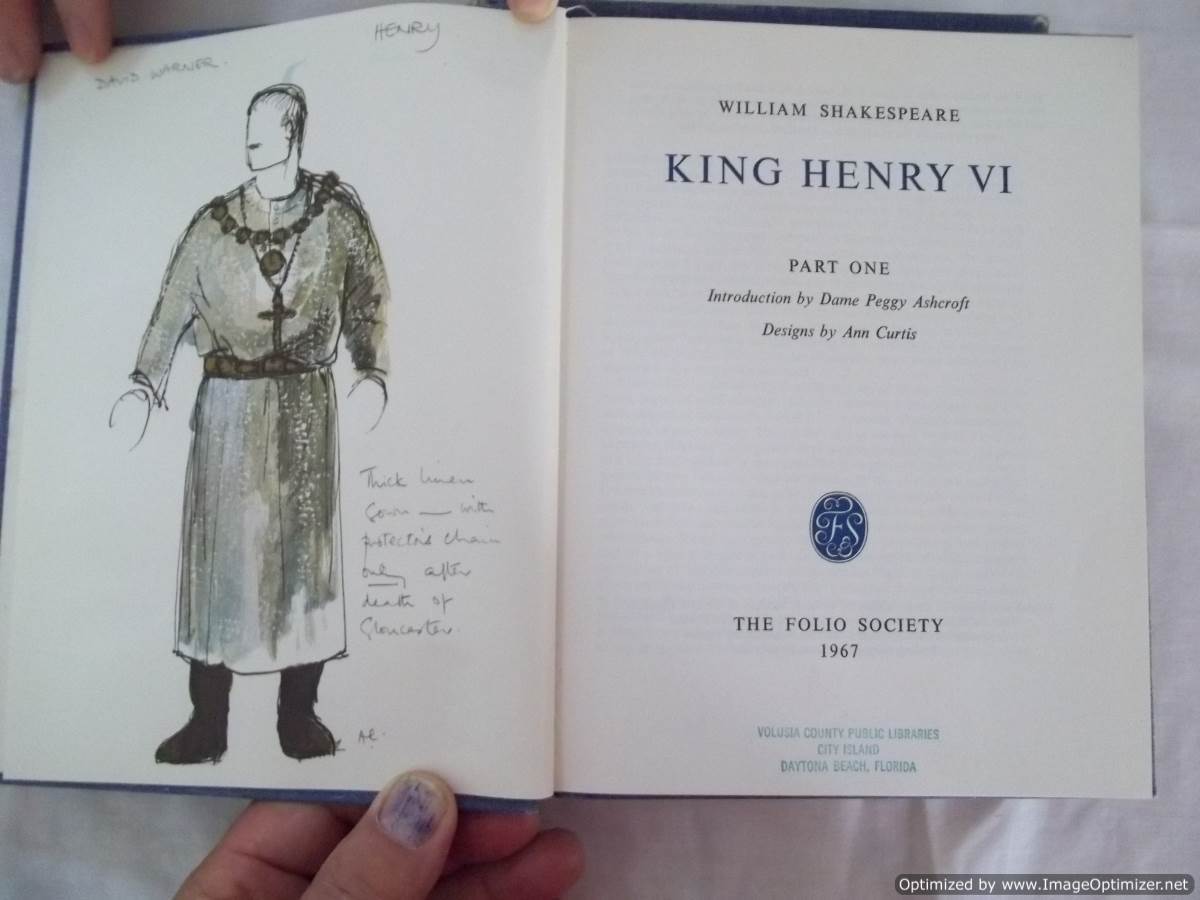 HENRY
DAVID WARNER.
Thick linen
Gown — with
protector's chain
only after
death of
Gloucester.
A.C.
WILLIAM SHAKESPEARE
KING HENRY VI
PART ONE
Introduction by Dame Peggy Ashcroft
Designs by Ann Curtis
FS
THE FOLIO SOCIETY
1967
VOLUSIA COUNTY PUBLIC LIBRARIES
CITY ISLAND
DAYTONA BEACH, FLORIDA
Optimized by www.ImageOptimizer.net